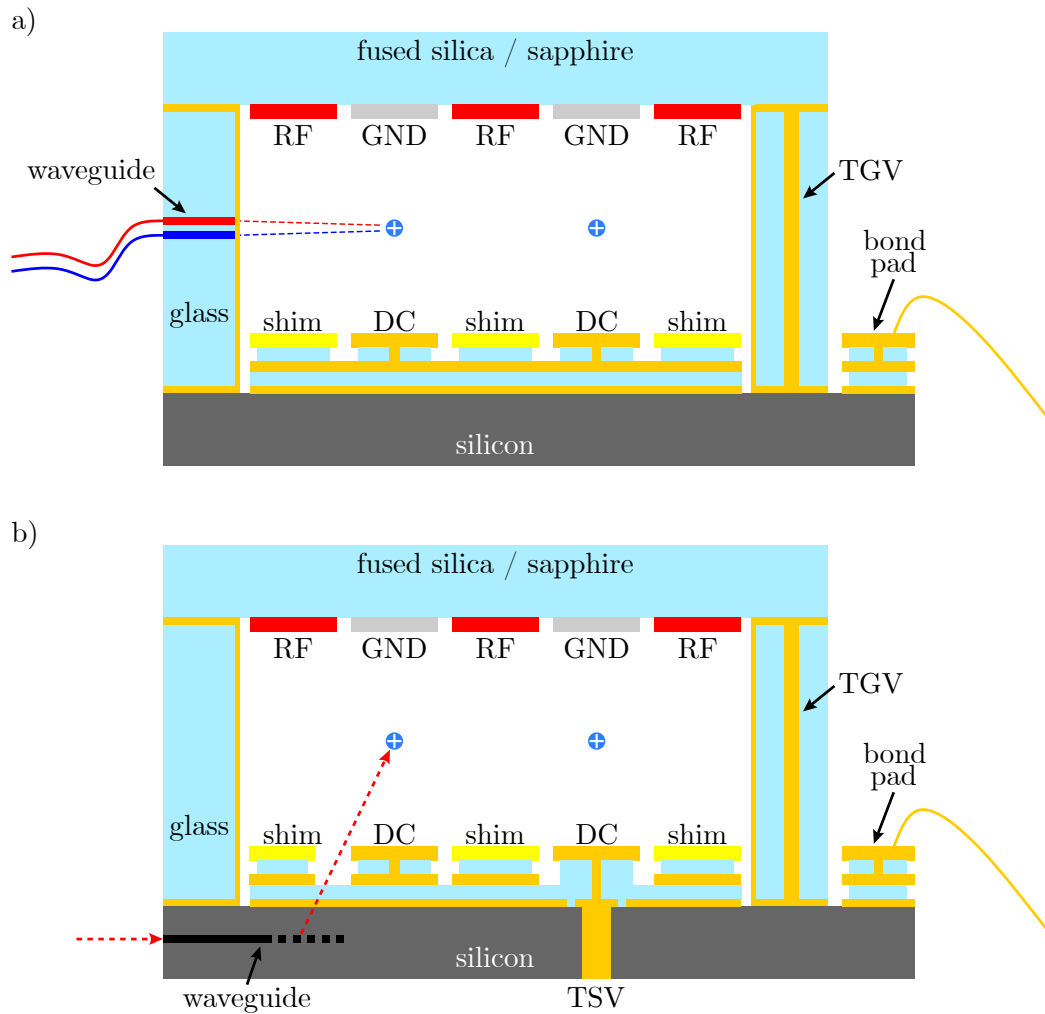 a)
fused silica / sapphire
RF GND RF GND RF
waveguide
TGV
bond
pad
glass
shim DC shim DC shim
silicon
b)
fused silica / sapphire
RF GND RF GND RF
TGV
bond
pad
glass
shim DC shim DC shim
silicon
waveguide
TSV